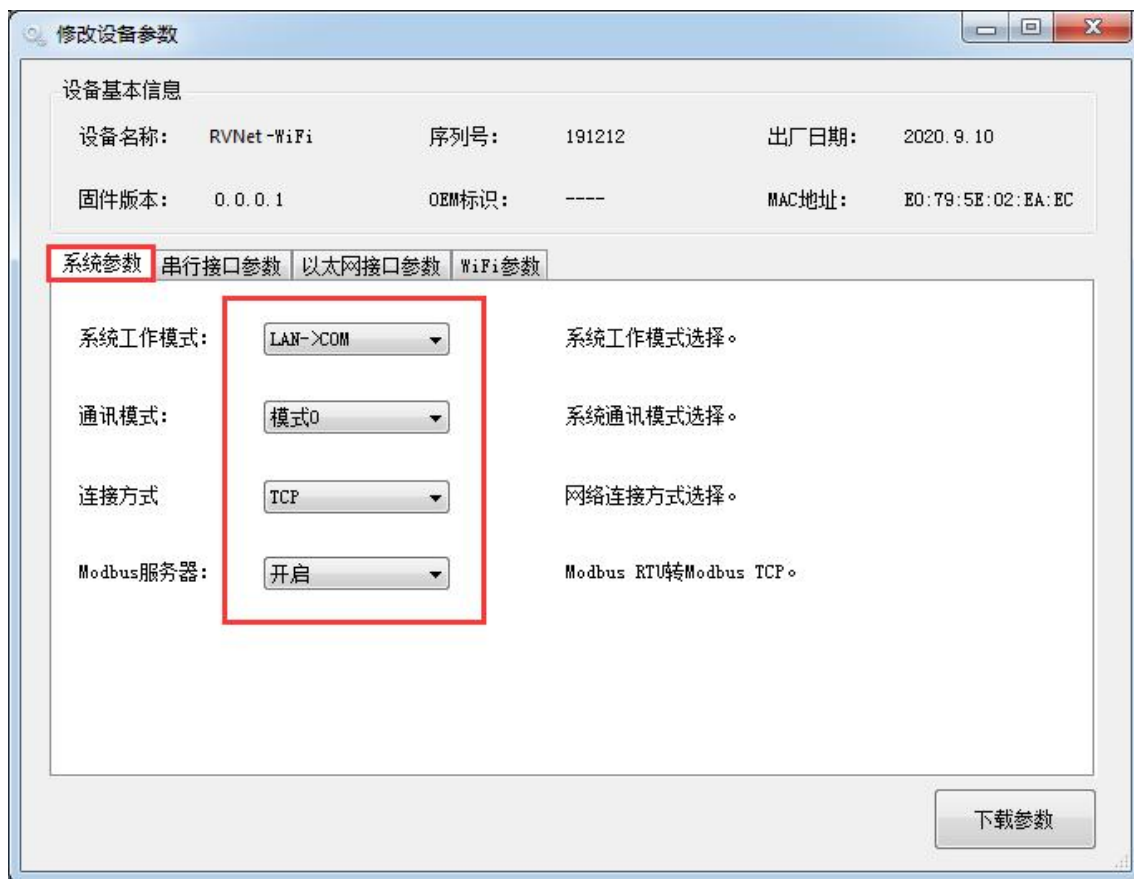 修改设备参数
设备基本信息
设备名称: RVNet-WiFi 序列号: 191212 出厂日期: 2020.9.10
固件版本: 0.0.0.1 OEM标识: ---- MAC地址: E0:79:5E:02:EA:EC
系统参数 串行接口参数 以太网接口参数 WiFi参数
系统工作模式: LAN->COM 系统工作模式选择。
通讯模式: 模式0 系统通讯模式选择。
连接方式 TCP 网络连接方式选择。
Modbus服务器: 开启 Modbus RTU转Modbus TCP。
下载参数